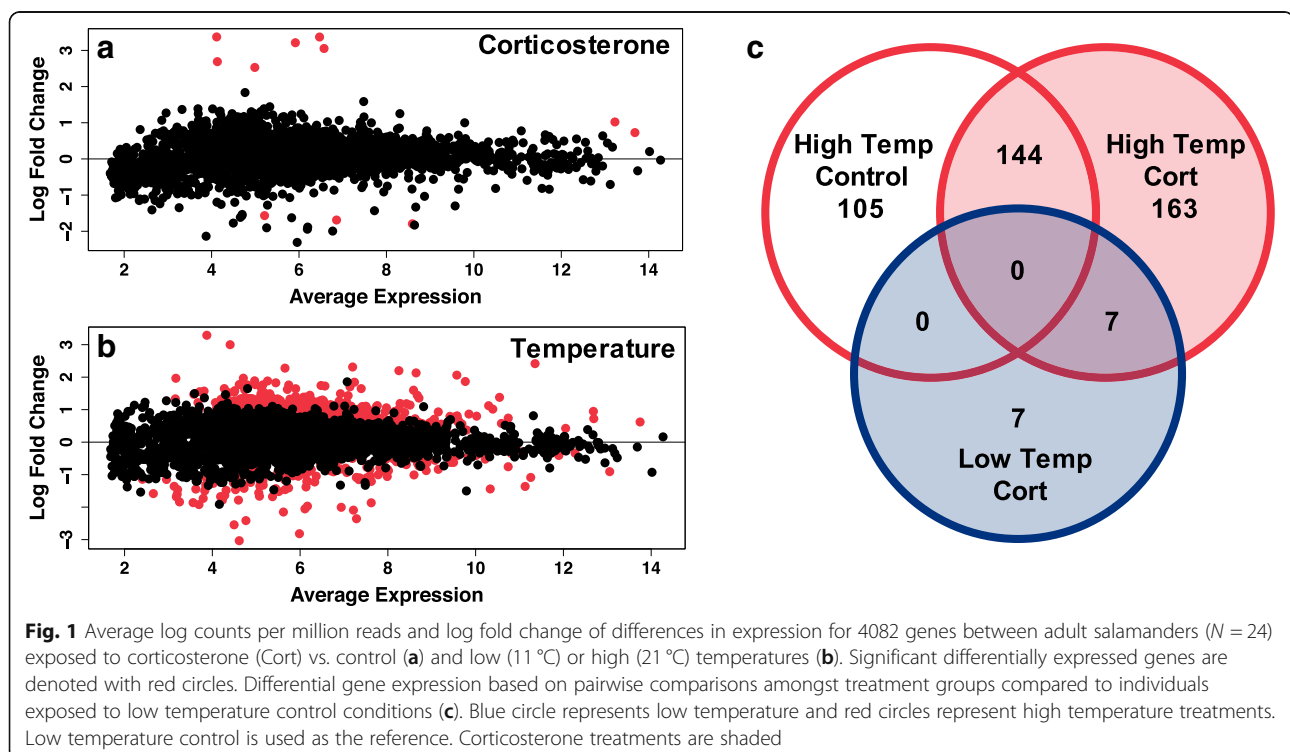 a
Corticosterone
Log Fold Change
3
2
1
0
−1
−2
2 4 6 8 10 12 14
Average Expression
b
Temperature
Log Fold Change
3
2
1
0
−1
−3
2 4 6 8 10 12 14
Average Expression
c
High Temp
Control
105
144
High Temp
Cort
163
0
0
7
7
Low Temp
Cort
Fig. 1 Average log counts per million reads and log fold change of differences in expression for 4082 genes between adult salamanders (N = 24)
exposed to corticosterone (Cort) vs. control (a) and low (11 °C) or high (21 °C) temperatures (b). Significant differentially expressed genes are
denoted with red circles. Differential gene expression based on pairwise comparisons amongst treatment groups compared to individuals
exposed to low temperature control conditions (c). Blue circle represents low temperature and red circles represent high temperature treatments.
Low temperature control is used as the reference. Corticosterone treatments are shaded